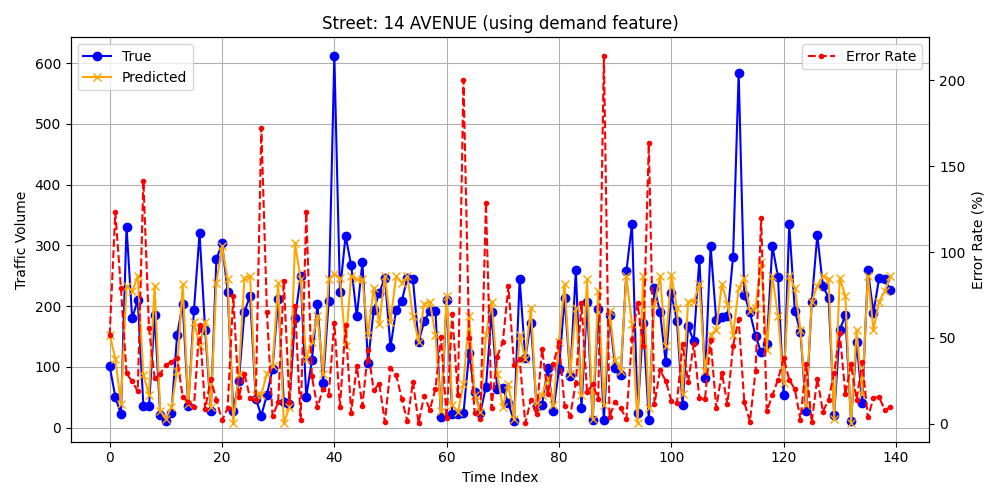 Street: 14 AVENUE (using demand feature)
True
Predicted
Error Rate
Traffic Volume
600
500
400
300
200
100
0
200
150
100
50
0
Error Rate (%)
0 20 40 60 80 100 120 140
Time Index